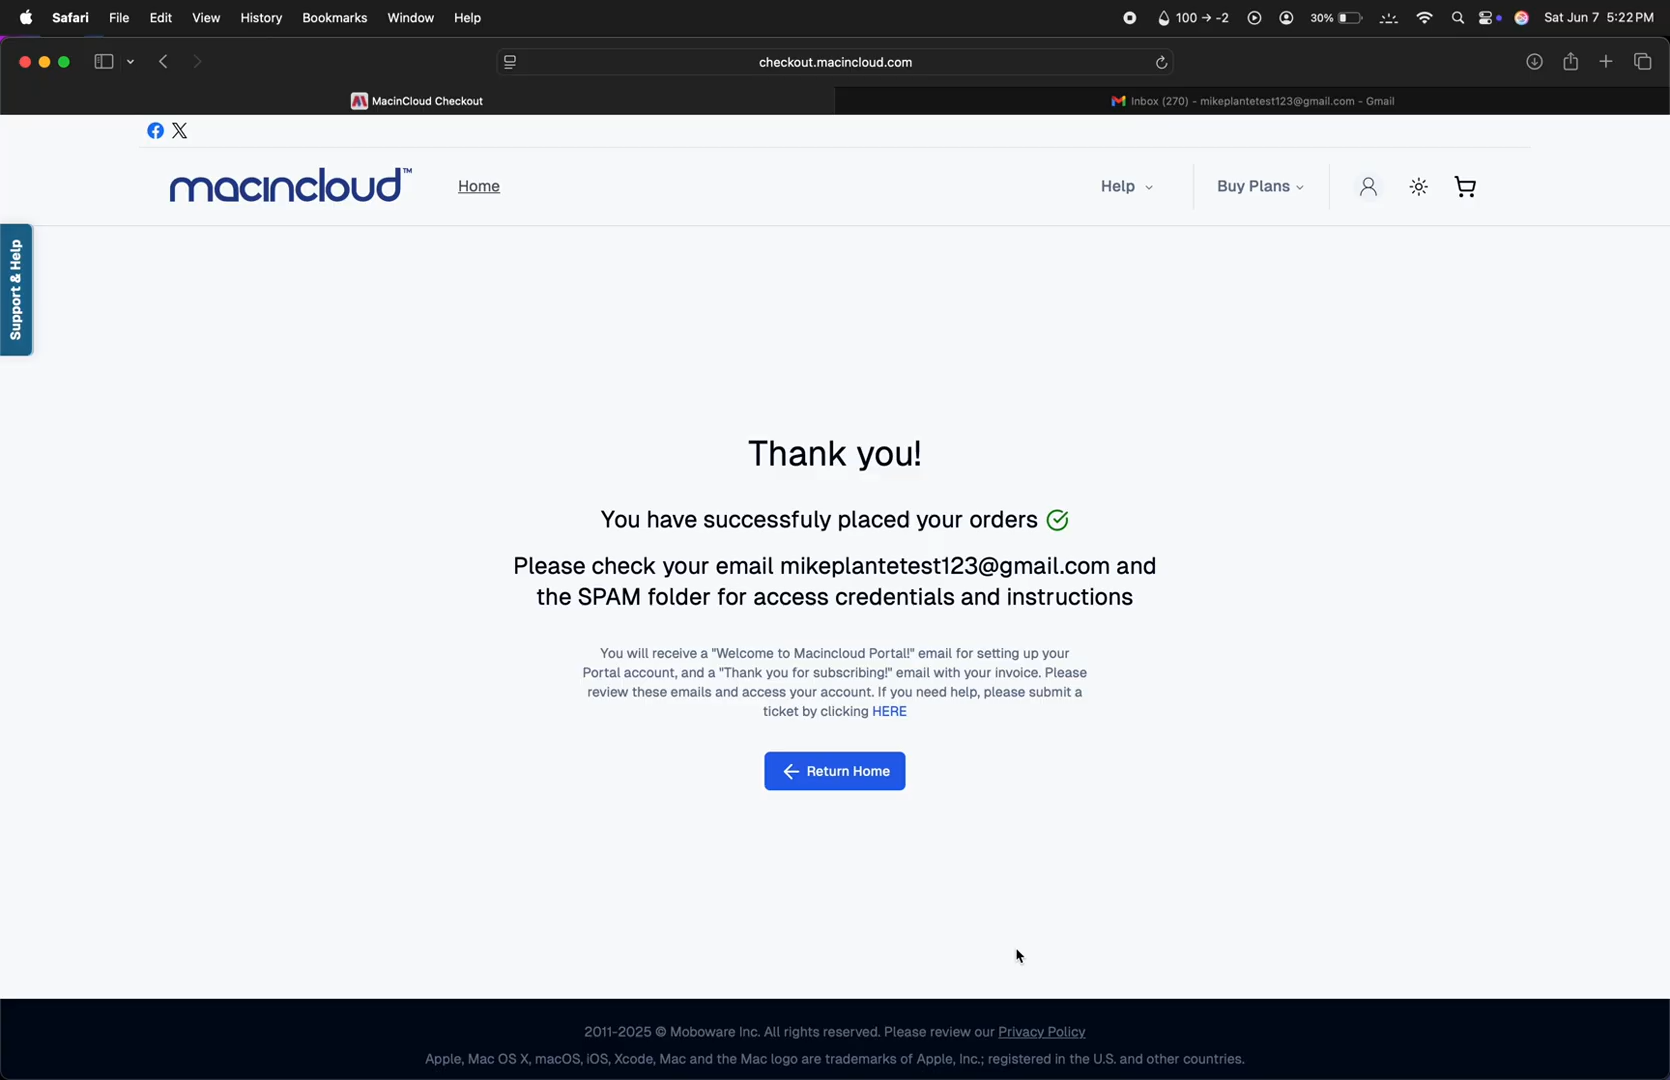 Safari File Edit View History Bookmarks Window Help 100 → -2 30% Sat Jun 7 5:22 PM
checkout.macincloud.com
MacinCloud Checkout Inbox (270) - mikeplantetest123@gmail.com - Gmail
macincloud™ Home Help Buy Plans
Support & Help
Thank you!
You have successfuly placed your orders
Please check your email mikeplantetest123@gmail.com and
the SPAM folder for access credentials and instructions
You will receive a "Welcome to Macincloud Portal!" email for setting up your
Portal account, and a "Thank you for subscribing!" email with your invoice. Please
review these emails and access your account. If you need help, please submit a
ticket by clicking HERE
← Return Home
2011-2025 © Moboware Inc. All rights reserved. Please review our Privacy Policy
Apple, Mac OS X, macOS, iOS, Xcode, Mac and the Mac logo are trademarks of Apple, Inc.; registered in the U.S. and other countries.